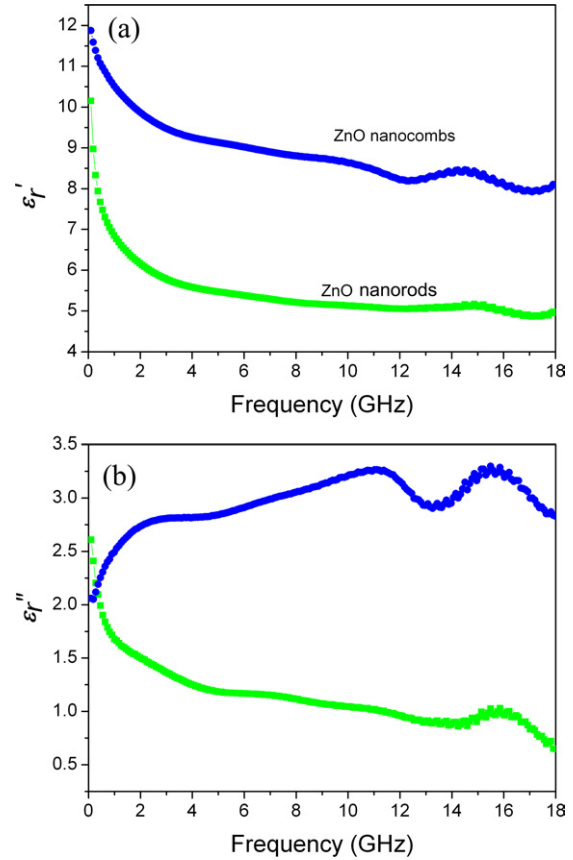 (a)
12
11
10
9
8
7
6
5
4
εr'
ZnO nanocombs
ZnO nanorods
0 2 4 6 8 10 12 14 16 18
Frequency (GHz)
(b)
3.5
3.0
2.5
2.0
1.5
1.0
0.5
εr''
0 2 4 6 8 10 12 14 16 18
Frequency (GHz)